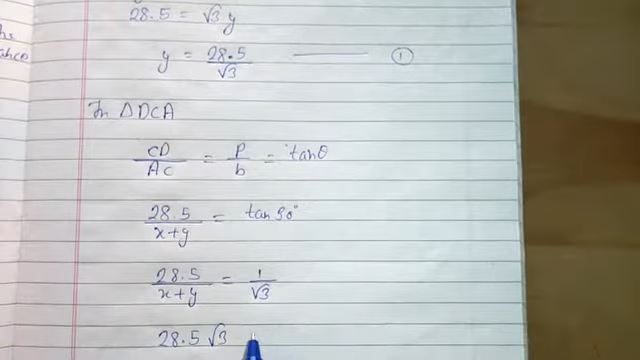 28.5 = √3 y
y = 28.5/√3 ——— ①
In △DCA
CD/AC = P/b = tanθ
28.5/x+y = tan 30°
28.5/x+y = 1/√3
28.5 √3